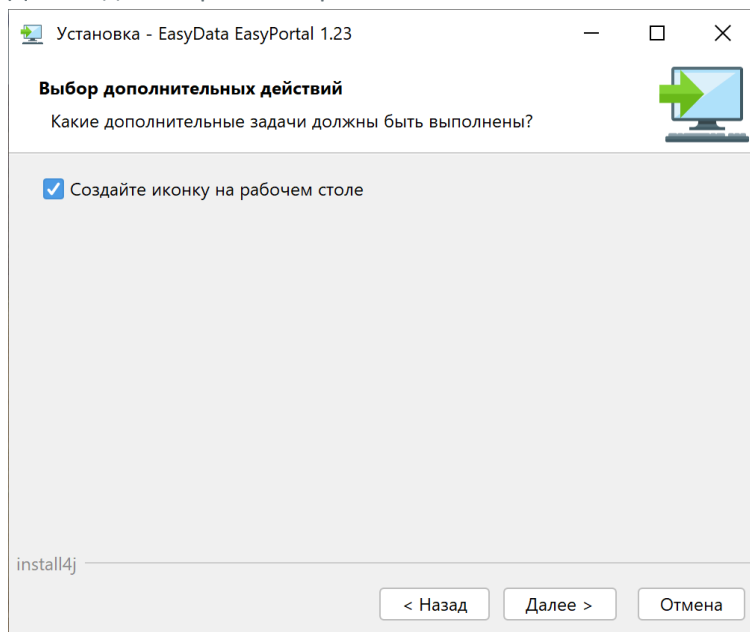 Установка - EasyData EasyPortal 1.23
Выбор дополнительных действий
Какие дополнительные задачи должны быть выполнены?
Создайте иконку на рабочем столе
install4j
< Назад
Далее >
Отмена